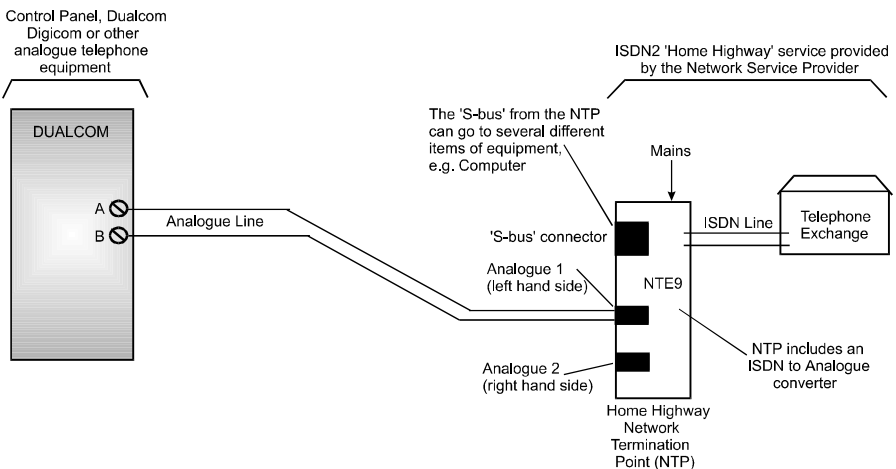 Control Panel, Dualcom
Digicom or other
analogue telephone
equipment
DUALCOM
A
B
Analogue Line
ISDN2 'Home Highway' service provided
by the Network Service Provider
The 'S-bus' from the NTP
can go to several different
items of equipment,
e.g. Computer
Mains
'S-bus' connector
ISDN Line
Telephone
Exchange
Analogue 1
(left hand side)
NTE9
Analogue 2
(right hand side)
NTP includes an
ISDN to Analogue
converter
Home Highway
Network
Termination
Point (NTP)